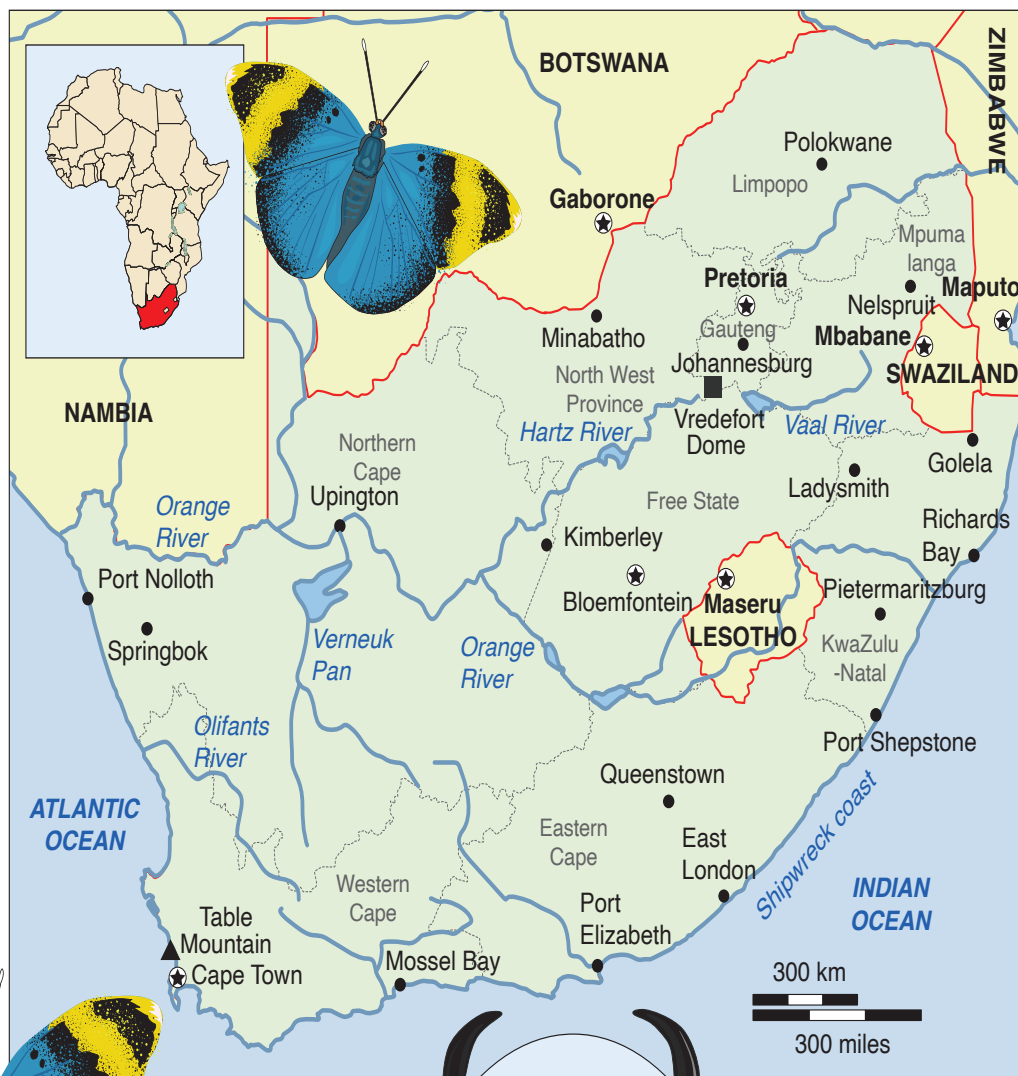 BOTSWANA
ZIMBABWE
Polokwane
Limpopo
Gaborone
Mpuma
langa
Pretoria
Nelspruit
Maputo
Minabatho
Gauteng
Mbabane
Johannesburg
SWAZILAND
North West
Province
NAMBIA
Vredefort
Dome
Hartz River
Vaal River
Northern
Cape
Golela
Upington
Ladysmith
Free State
Orange
River
Richards
Bay
Kimberley
Port Nolloth
Bloemfontein
Maseru
LESOTHO
Pietermaritzburg
Springbok
Verneuk
Pan
Orange
River
KwaZulu
-Natal
Olifants
River
Port Shepstone
Queenstown
ATLANTIC
OCEAN
Eastern
Cape
East
London
Shipwreck coast
Western
Cape
INDIAN
OCEAN
Table
Mountain
Port
Elizabeth
Cape Town
Mossel Bay
300 km
300 miles